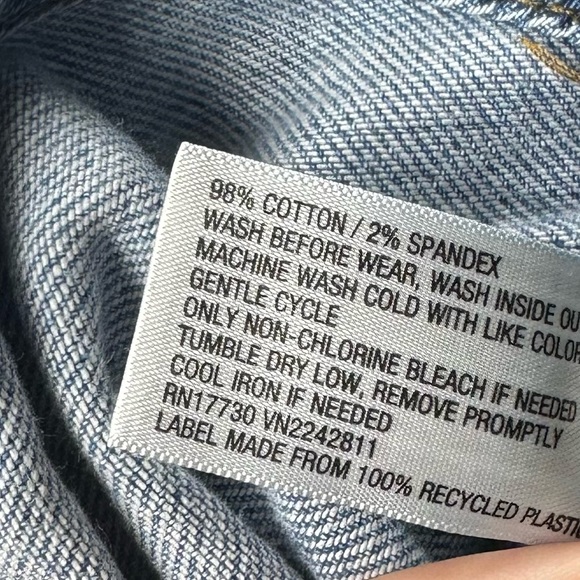 98% COTTON / 2% SPANDEX
WASH BEFORE WEAR, WASH INSIDE OU
MACHINE WASH COLD WITH LIKE COLOR
GENTLE CYCLE
ONLY NON-CHLORINE BLEACH IF NEEDED
TUMBLE DRY LOW, REMOVE PROMPTLY
COOL IRON IF NEEDED
RN17730 VN2242811
LABEL MADE FROM 100% RECYCLED PLASTIC